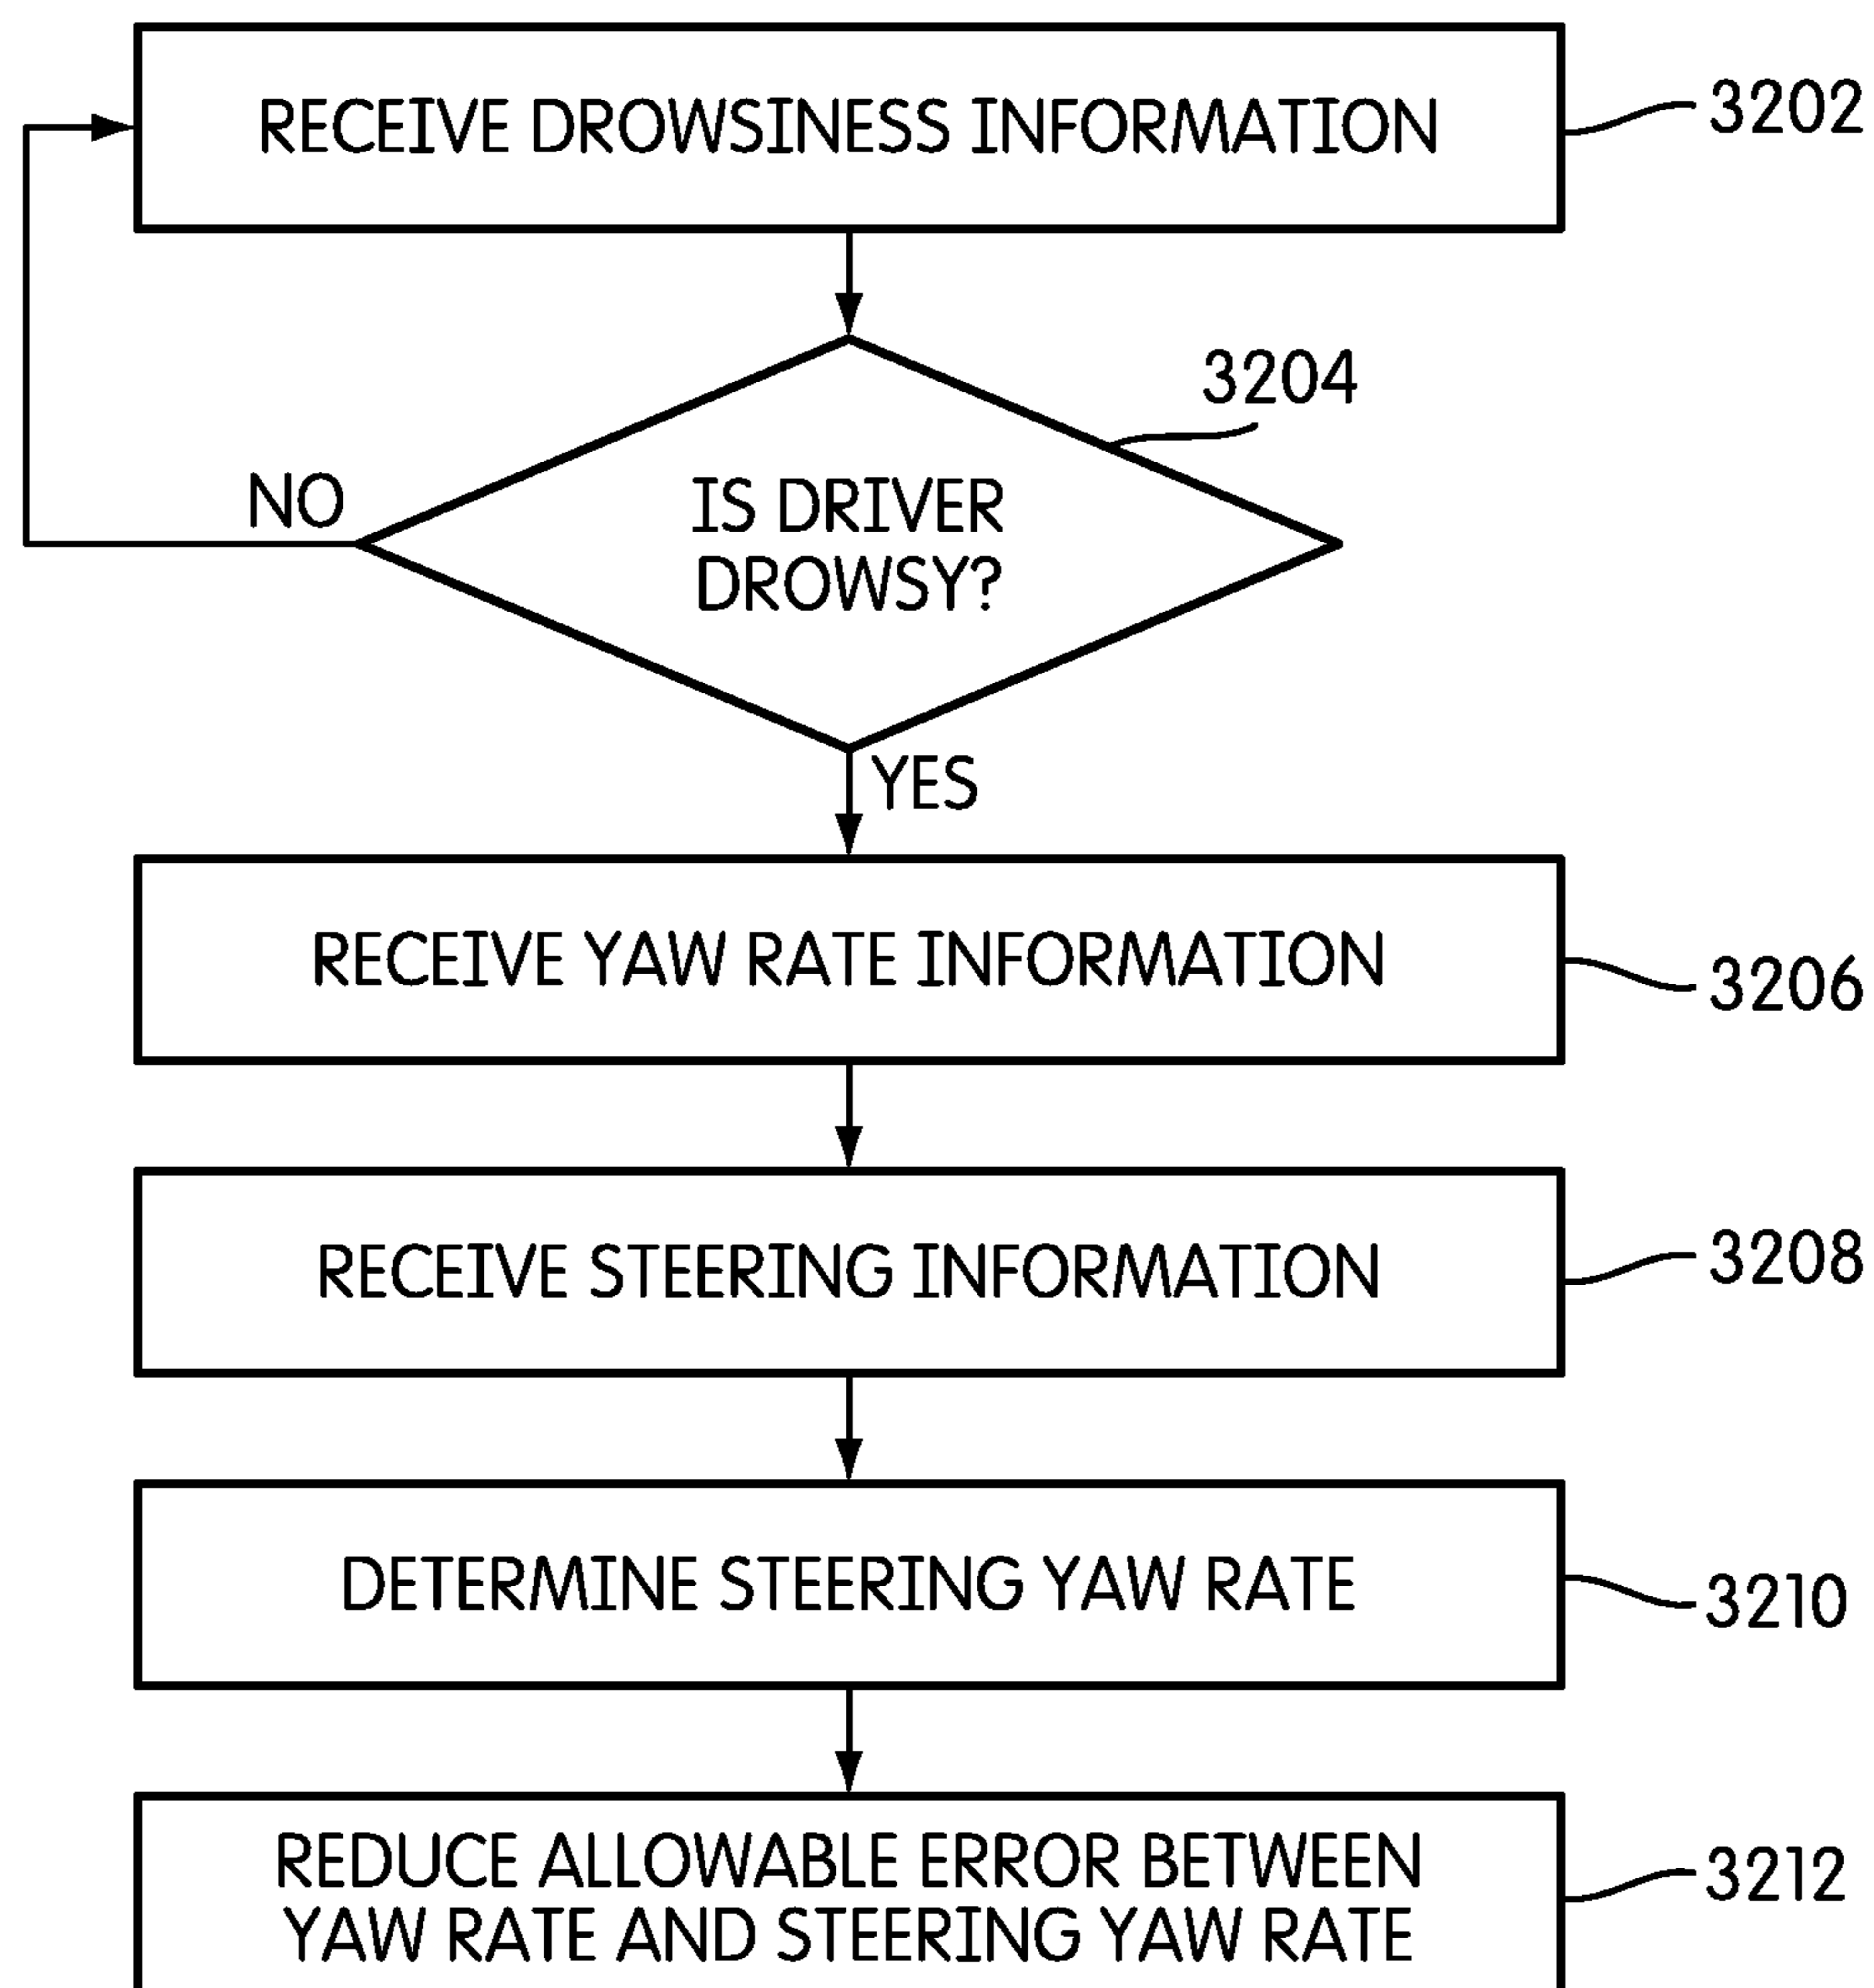 RECEIVE DROWSINESS INFORMATION
3202
3204
IS DRIVER
DROWSY?
NO
YES
RECEIVE YAW RATE INFORMATION
3206
RECEIVE STEERING INFORMATION
3208
DETERMINE STEERING YAW RATE
3210
REDUCE ALLOWABLE ERROR BETWEEN
YAW RATE AND STEERING YAW RATE
3212